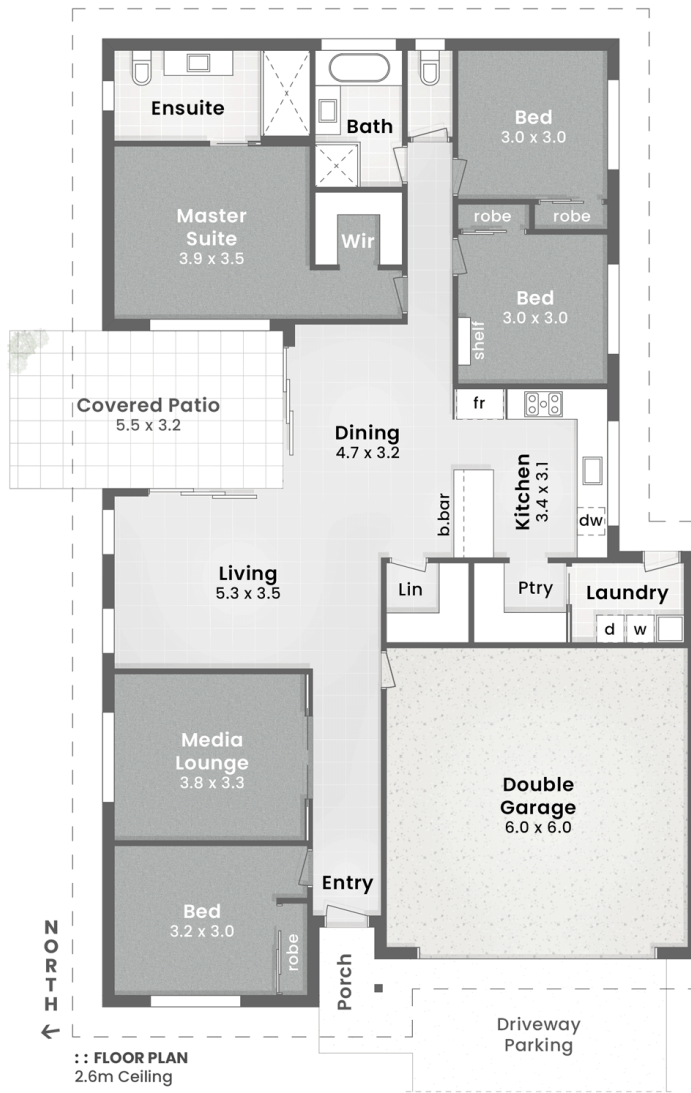 Ensuite
Bath
Bed
3.0 x 3.0
Master
Suite
3.9 x 3.5
Wir
robe
robe
Bed
3.0 x 3.0
shelf
Covered Patio
5.5 x 3.2
fr
Dining
4.7 x 3.2
Kitchen
3.4 x 3.1
b.bar
dw
Living
5.3 x 3.5
Lin
Ptry
Laundry
d
w
Media
Lounge
3.8 x 3.3
Double
Garage
6.0 x 6.0
Entry
Bed
3.2 x 3.0
robe
Porch
NORTH
Driveway
Parking
:: FLOOR PLAN
2.6m Ceiling